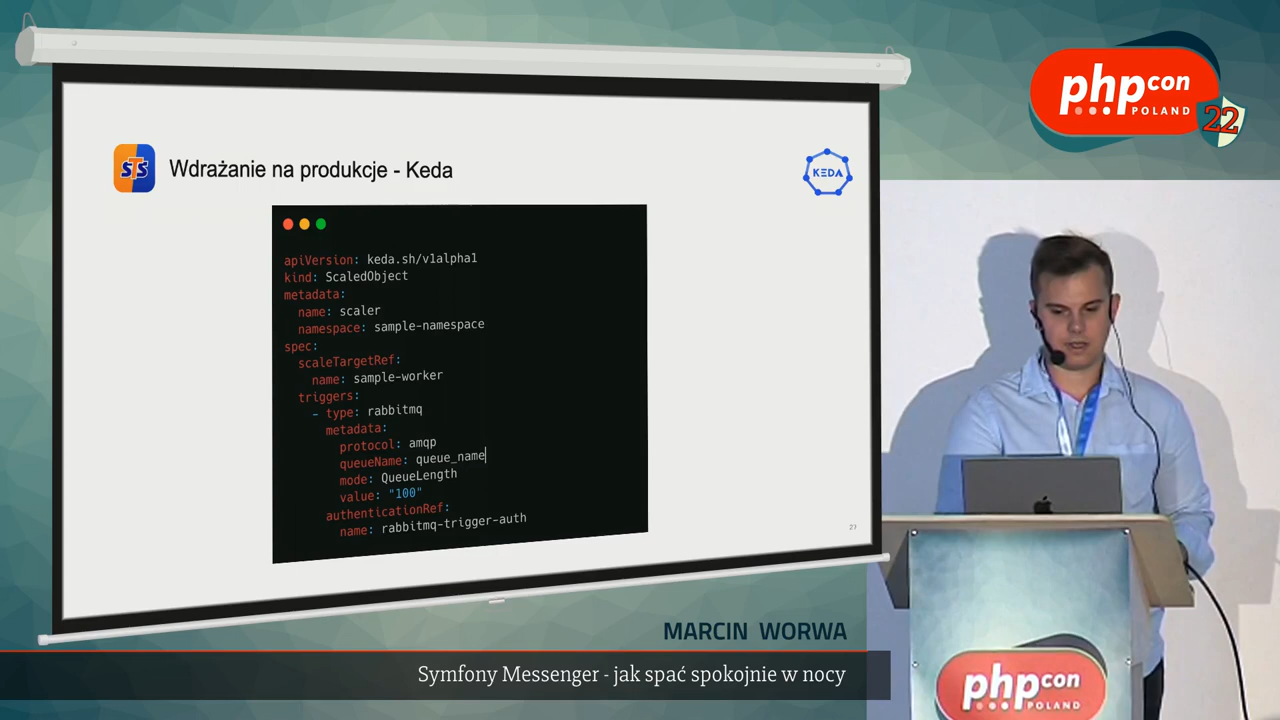 phpcon
POLAND
22
STS
Wdrażanie na produkcje - Keda
KEDA
apiVersion: keda.sh/v1alpha1
kind: ScaledObject
metadata:
name: scaler
namespace: sample-namespace
spec:
scaleTargetRef:
name: sample-worker
triggers:
- type: rabbitmq
metadata:
protocol: amqp
queueName: queue_name
mode: QueueLength
value: "100"
authenticationRef:
name: rabbitmq-trigger-auth
27
MARCIN WORWA
Symfony Messenger - jak spać spokojnie w nocy
phpcon
POLAND